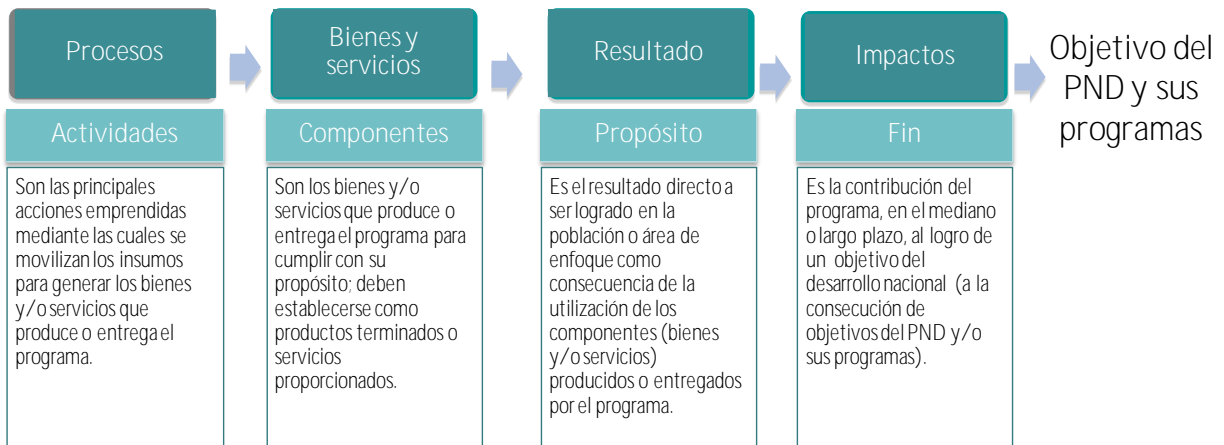 Procesos
Actividades
Son las principales
acciones emprendidas
mediante las cuales se
movilizan los insumos
para generar los bienes
y/o servicios que
produce o entrega el
programa.
Bienes y
servicios
Componentes
Son los bienes y/o
servicios que produce o
entrega el programa para
cumplir con su
propósito; deben
establecerse como
productos terminados o
servicios
proporcionados.
Resultado
Propósito
Es el resultado directo a
ser logrado en la
población o área de
enfoque como
consecuencia de la
utilización de los
componentes (bienes
y/o servicios)
producidos o entregados
por el programa.
Impactos
Fin
Es la contribución del
programa, en el mediano
o largo plazo, al logro de
un objetivo del
desarrollo nacional (a la
consecución de
objetivos del PND y/o
sus programas).
Objetivo del
PND y sus
programas